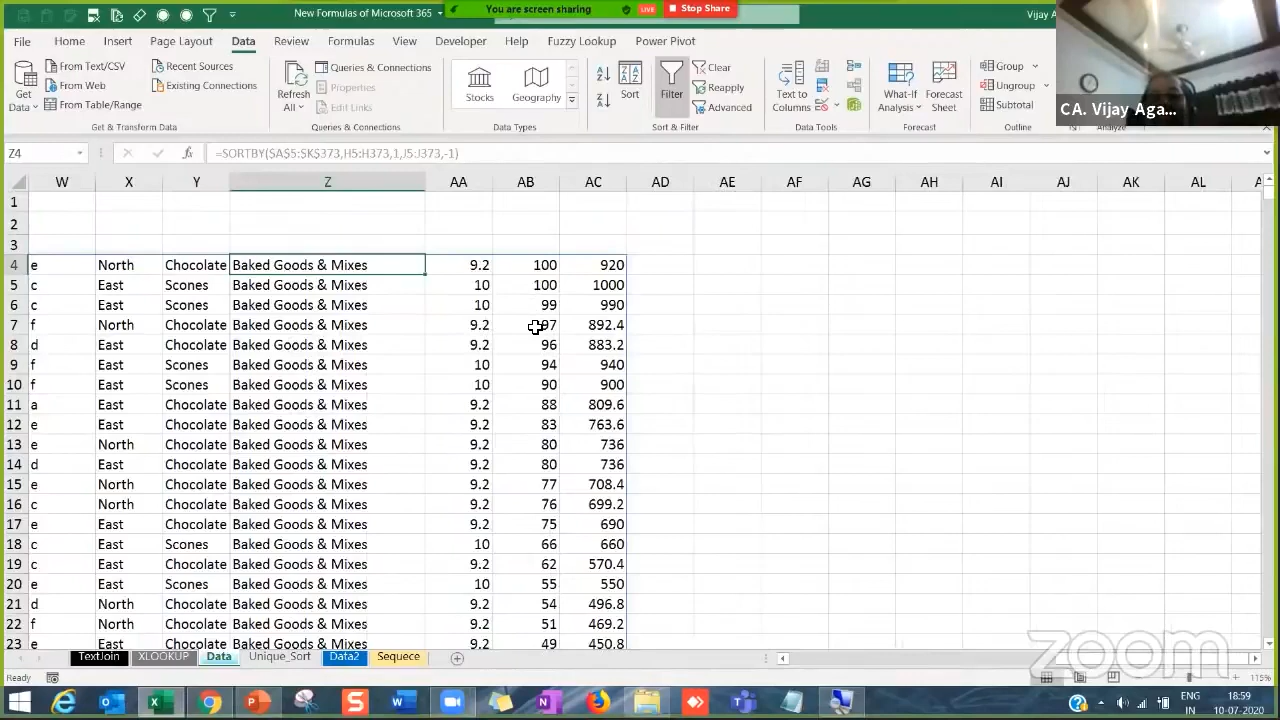 New Formulas of Microsoft 365
You are screen sharing
LIVE
Stop Share
Vijay A
File Home Insert Page Layout Data Review Formulas View Developer Help Fuzzy Lookup Power Pivot
Get Data
From Text/CSV
From Web
From Table/Range
Recent Sources
Existing Connections
Get & Transform Data
Refresh All
Queries & Connections
Properties
Edit Links
Queries & Connections
Stocks
Geography
Data Types
Sort
Filter
Clear
Reapply
Advanced
Sort & Filter
Text to Columns
Data Tools
What-If Analysis
Forecast Sheet
Forecast
Group
Ungroup
Subtotal
Outline
CA. Vijay Aga...
Z4
fx
=SORTBY($A$5:$K$373,H5:H373,1,J5:J373,-1)
W X Y Z AA AB AC AD AE AF AG AH AI AJ AK AL
1
2
3
4 e North Chocolate Baked Goods & Mixes 9.2 100 920
5 c East Scones Baked Goods & Mixes 10 100 1000
6 c East Scones Baked Goods & Mixes 10 99 990
7 f North Chocolate Baked Goods & Mixes 9.2 97 892.4
8 d East Chocolate Baked Goods & Mixes 9.2 96 883.2
9 f East Scones Baked Goods & Mixes 10 94 940
10 f East Scones Baked Goods & Mixes 10 90 900
11 a East Chocolate Baked Goods & Mixes 9.2 88 809.6
12 e East Chocolate Baked Goods & Mixes 9.2 83 763.6
13 e North Chocolate Baked Goods & Mixes 9.2 80 736
14 d East Chocolate Baked Goods & Mixes 9.2 80 736
15 e North Chocolate Baked Goods & Mixes 9.2 77 708.4
16 c North Chocolate Baked Goods & Mixes 9.2 76 699.2
17 e East Chocolate Baked Goods & Mixes 9.2 75 690
18 c East Scones Baked Goods & Mixes 10 66 660
19 c East Chocolate Baked Goods & Mixes 9.2 62 570.4
20 e East Scones Baked Goods & Mixes 10 55 550
21 d North Chocolate Baked Goods & Mixes 9.2 54 496.8
22 f North Chocolate Baked Goods & Mixes 9.2 51 469.2
23 e East Chocolate Baked Goods & Mixes 9.2 49 450.8
TextJoin XLOOKUP Data Unique_Sort Data2 Sequece
zoom
Ready
115%
ENG
IN
18:59
10-07-2020